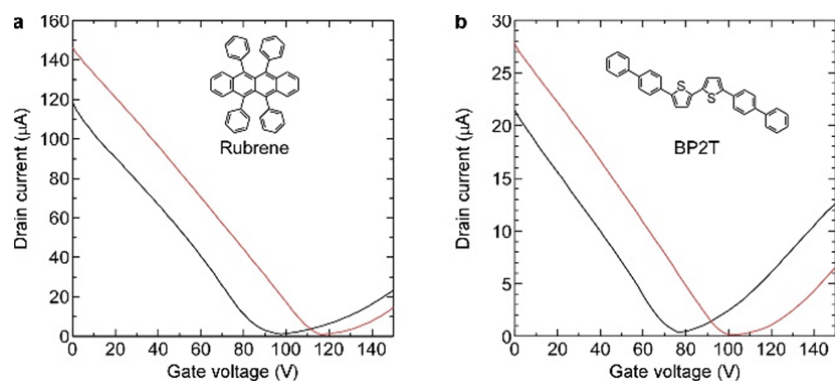 a
160
140
120
100
80
60
40
20
0
Drain current (μA)
Rubrene
0 20 40 60 80 100 120 140
Gate voltage (V)
b
30
25
20
15
10
5
0
Drain current (μA)
S
S
BP2T
0 20 40 60 80 100 120 140
Gate voltage (V)